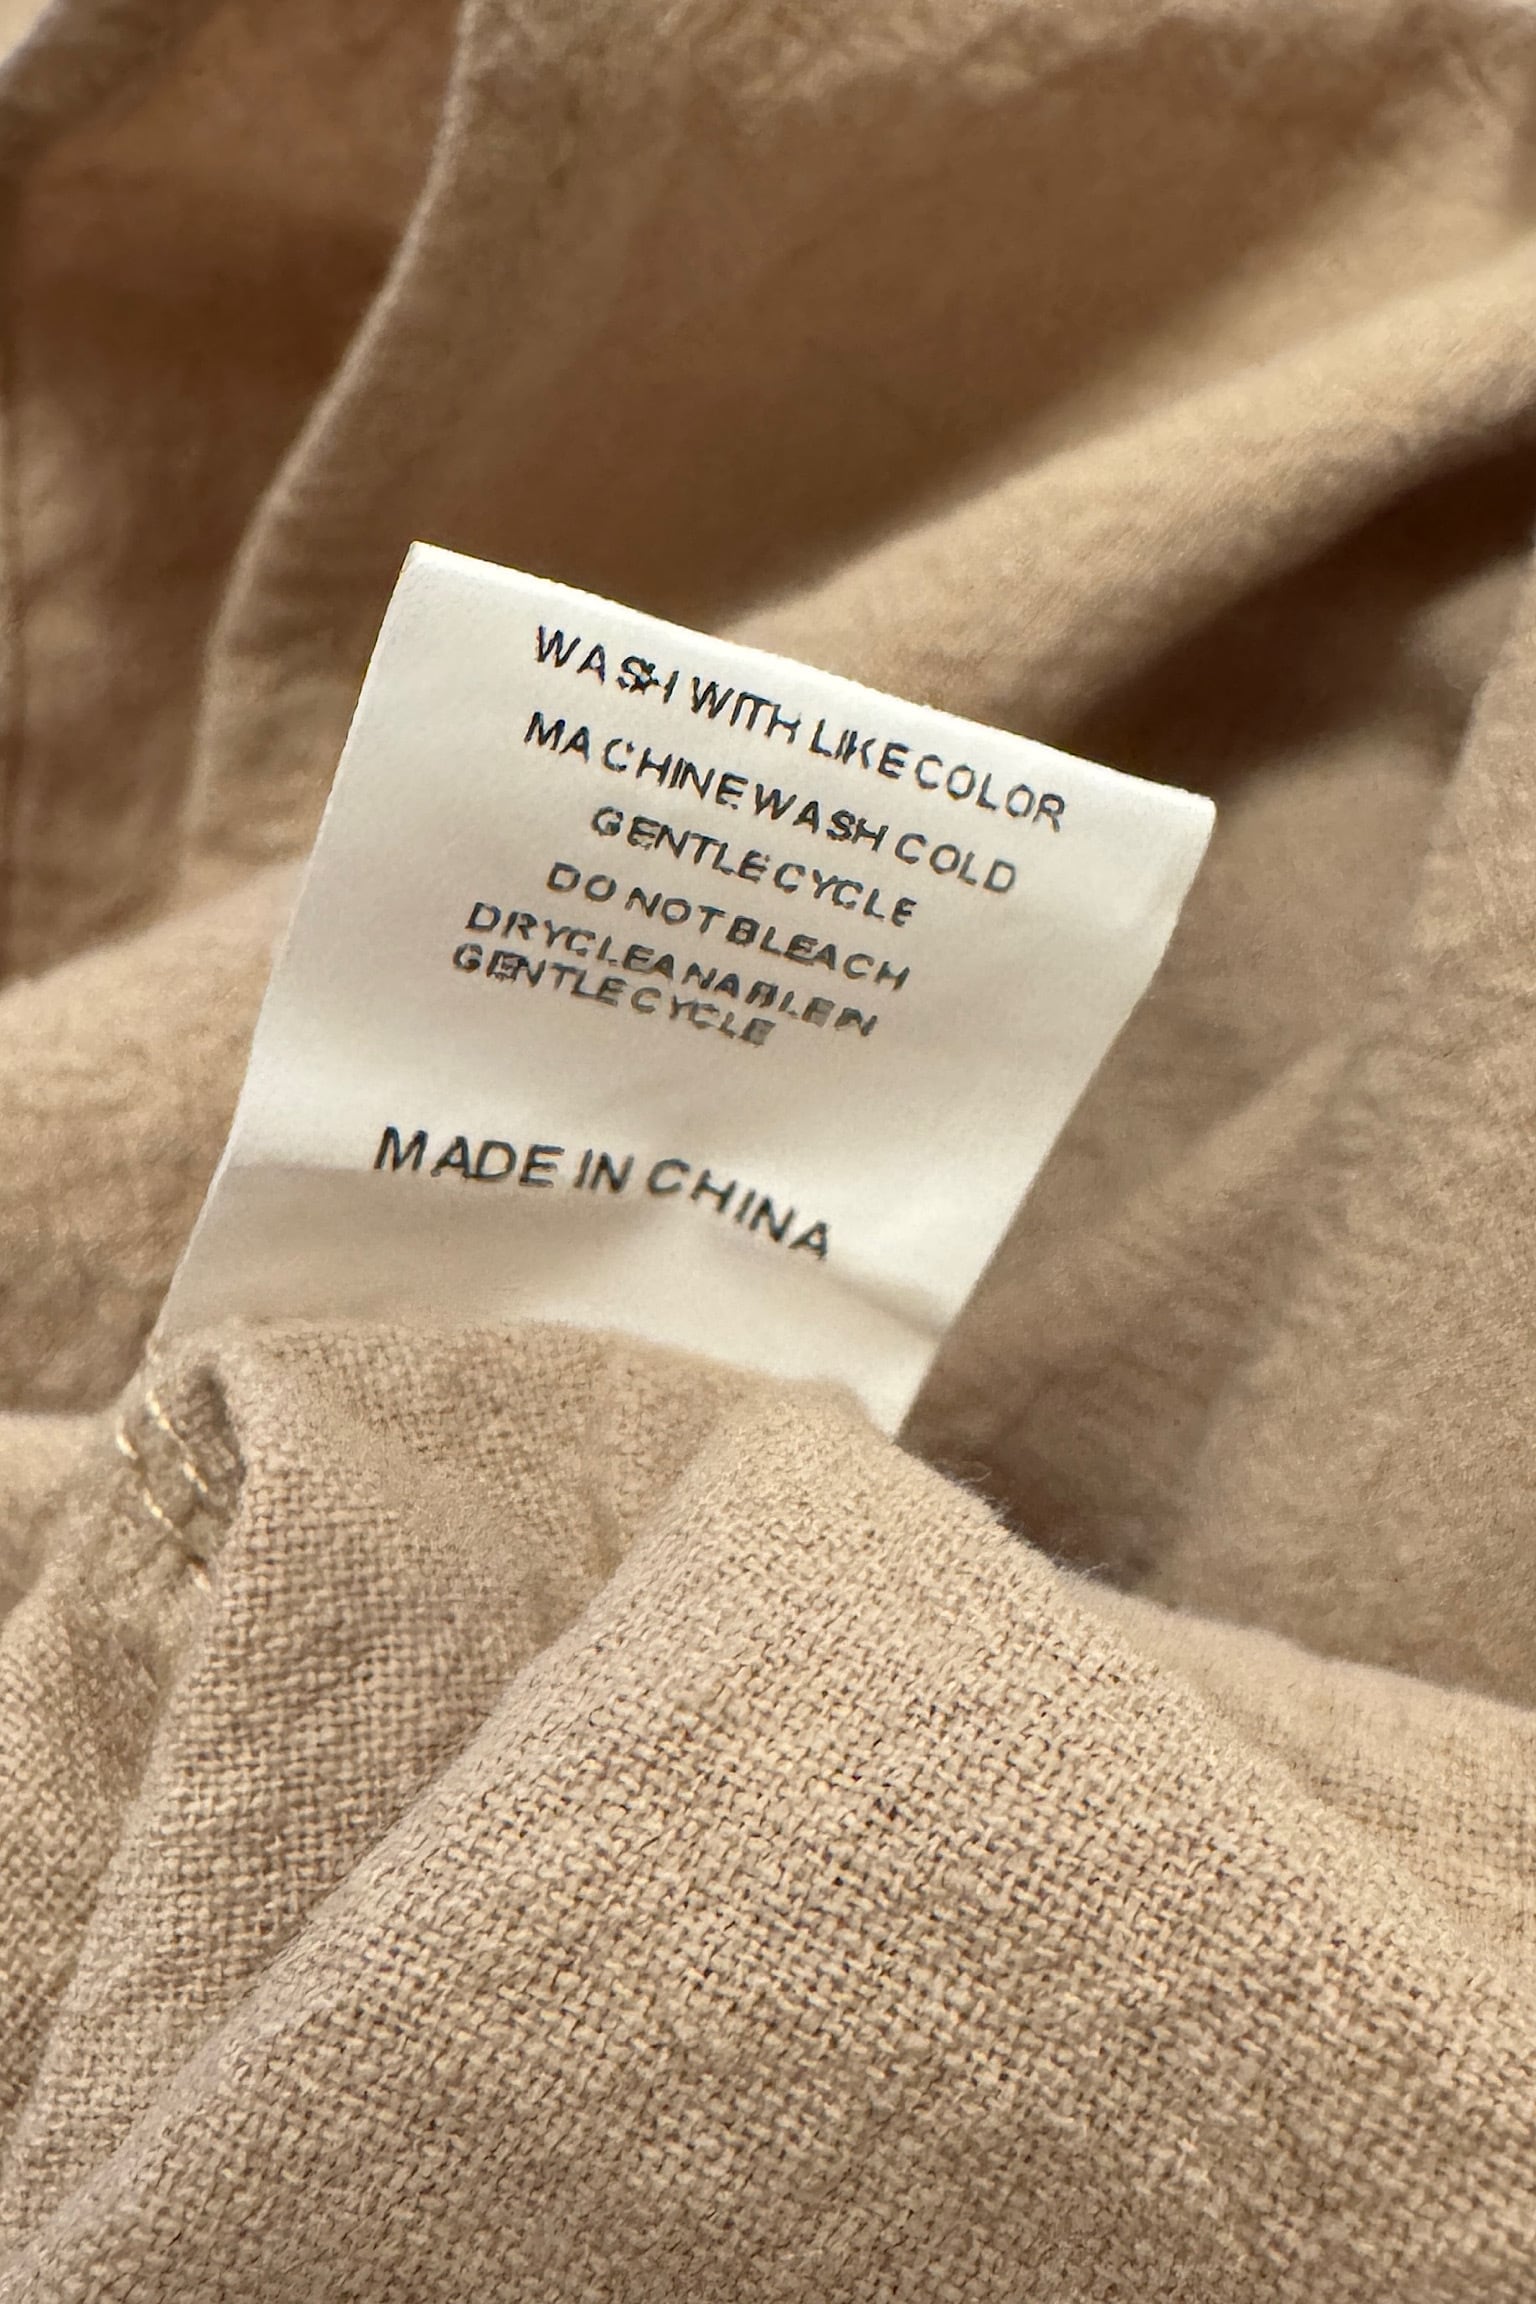 WASH WITH LIKE COLOR
MACHINE WASH COLD
GENTLE CYCLE
DO NOT BLEACH
DRYCLEANABLE IN
GENTLE CYCLE
MADE IN CHINA